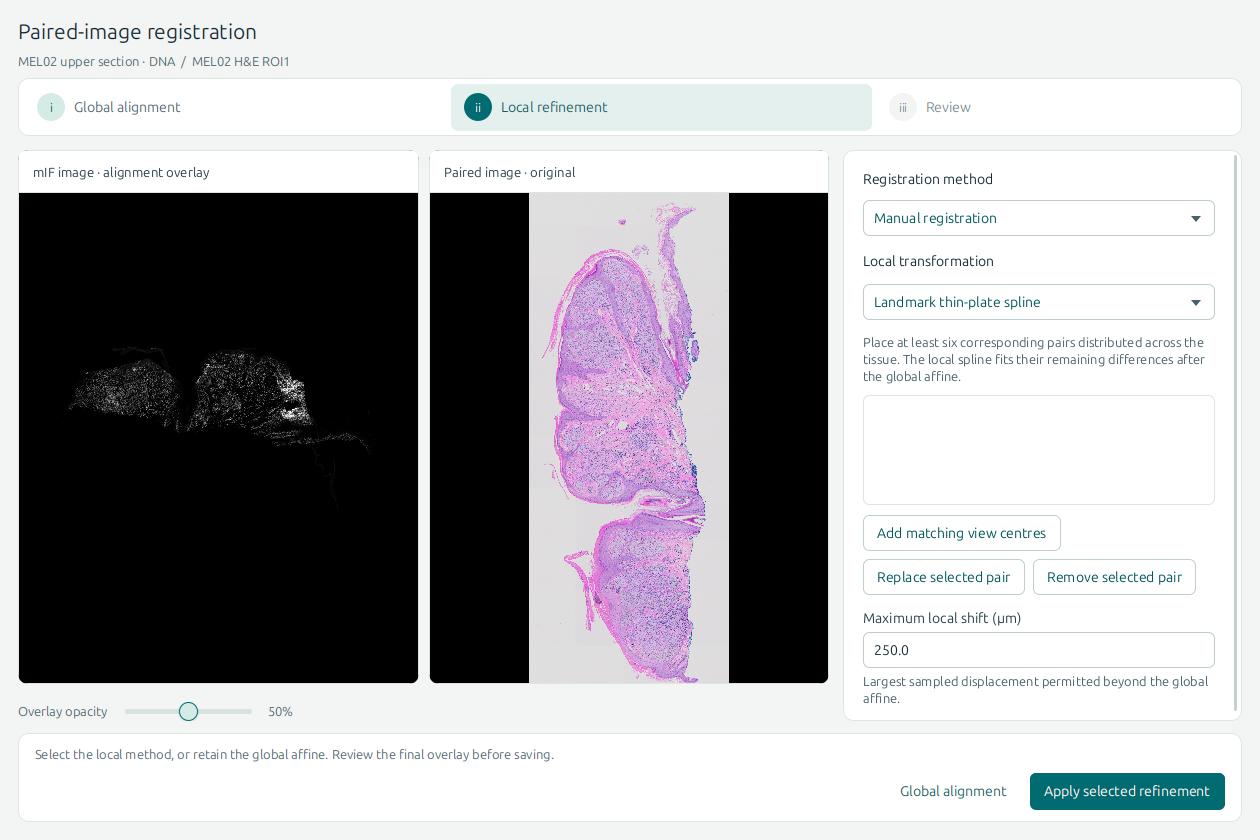 Paired-image registration
MEL02 upper section · DNA / MEL02 H&E ROI1
i Global alignment
ii Local refinement
iii Review
mIF image · alignment overlay
Paired image · original
Registration method
Manual registration
Local transformation
Landmark thin-plate spline
Place at least six corresponding pairs distributed across the
tissue. The local spline fits their remaining differences after
the global affine.
Add matching view centres
Replace selected pair
Remove selected pair
Maximum local shift (µm)
250.0
Largest sampled displacement permitted beyond the global
affine.
Overlay opacity
50%
Select the local method, or retain the global affine. Review the final overlay before saving.
Global alignment
Apply selected refinement